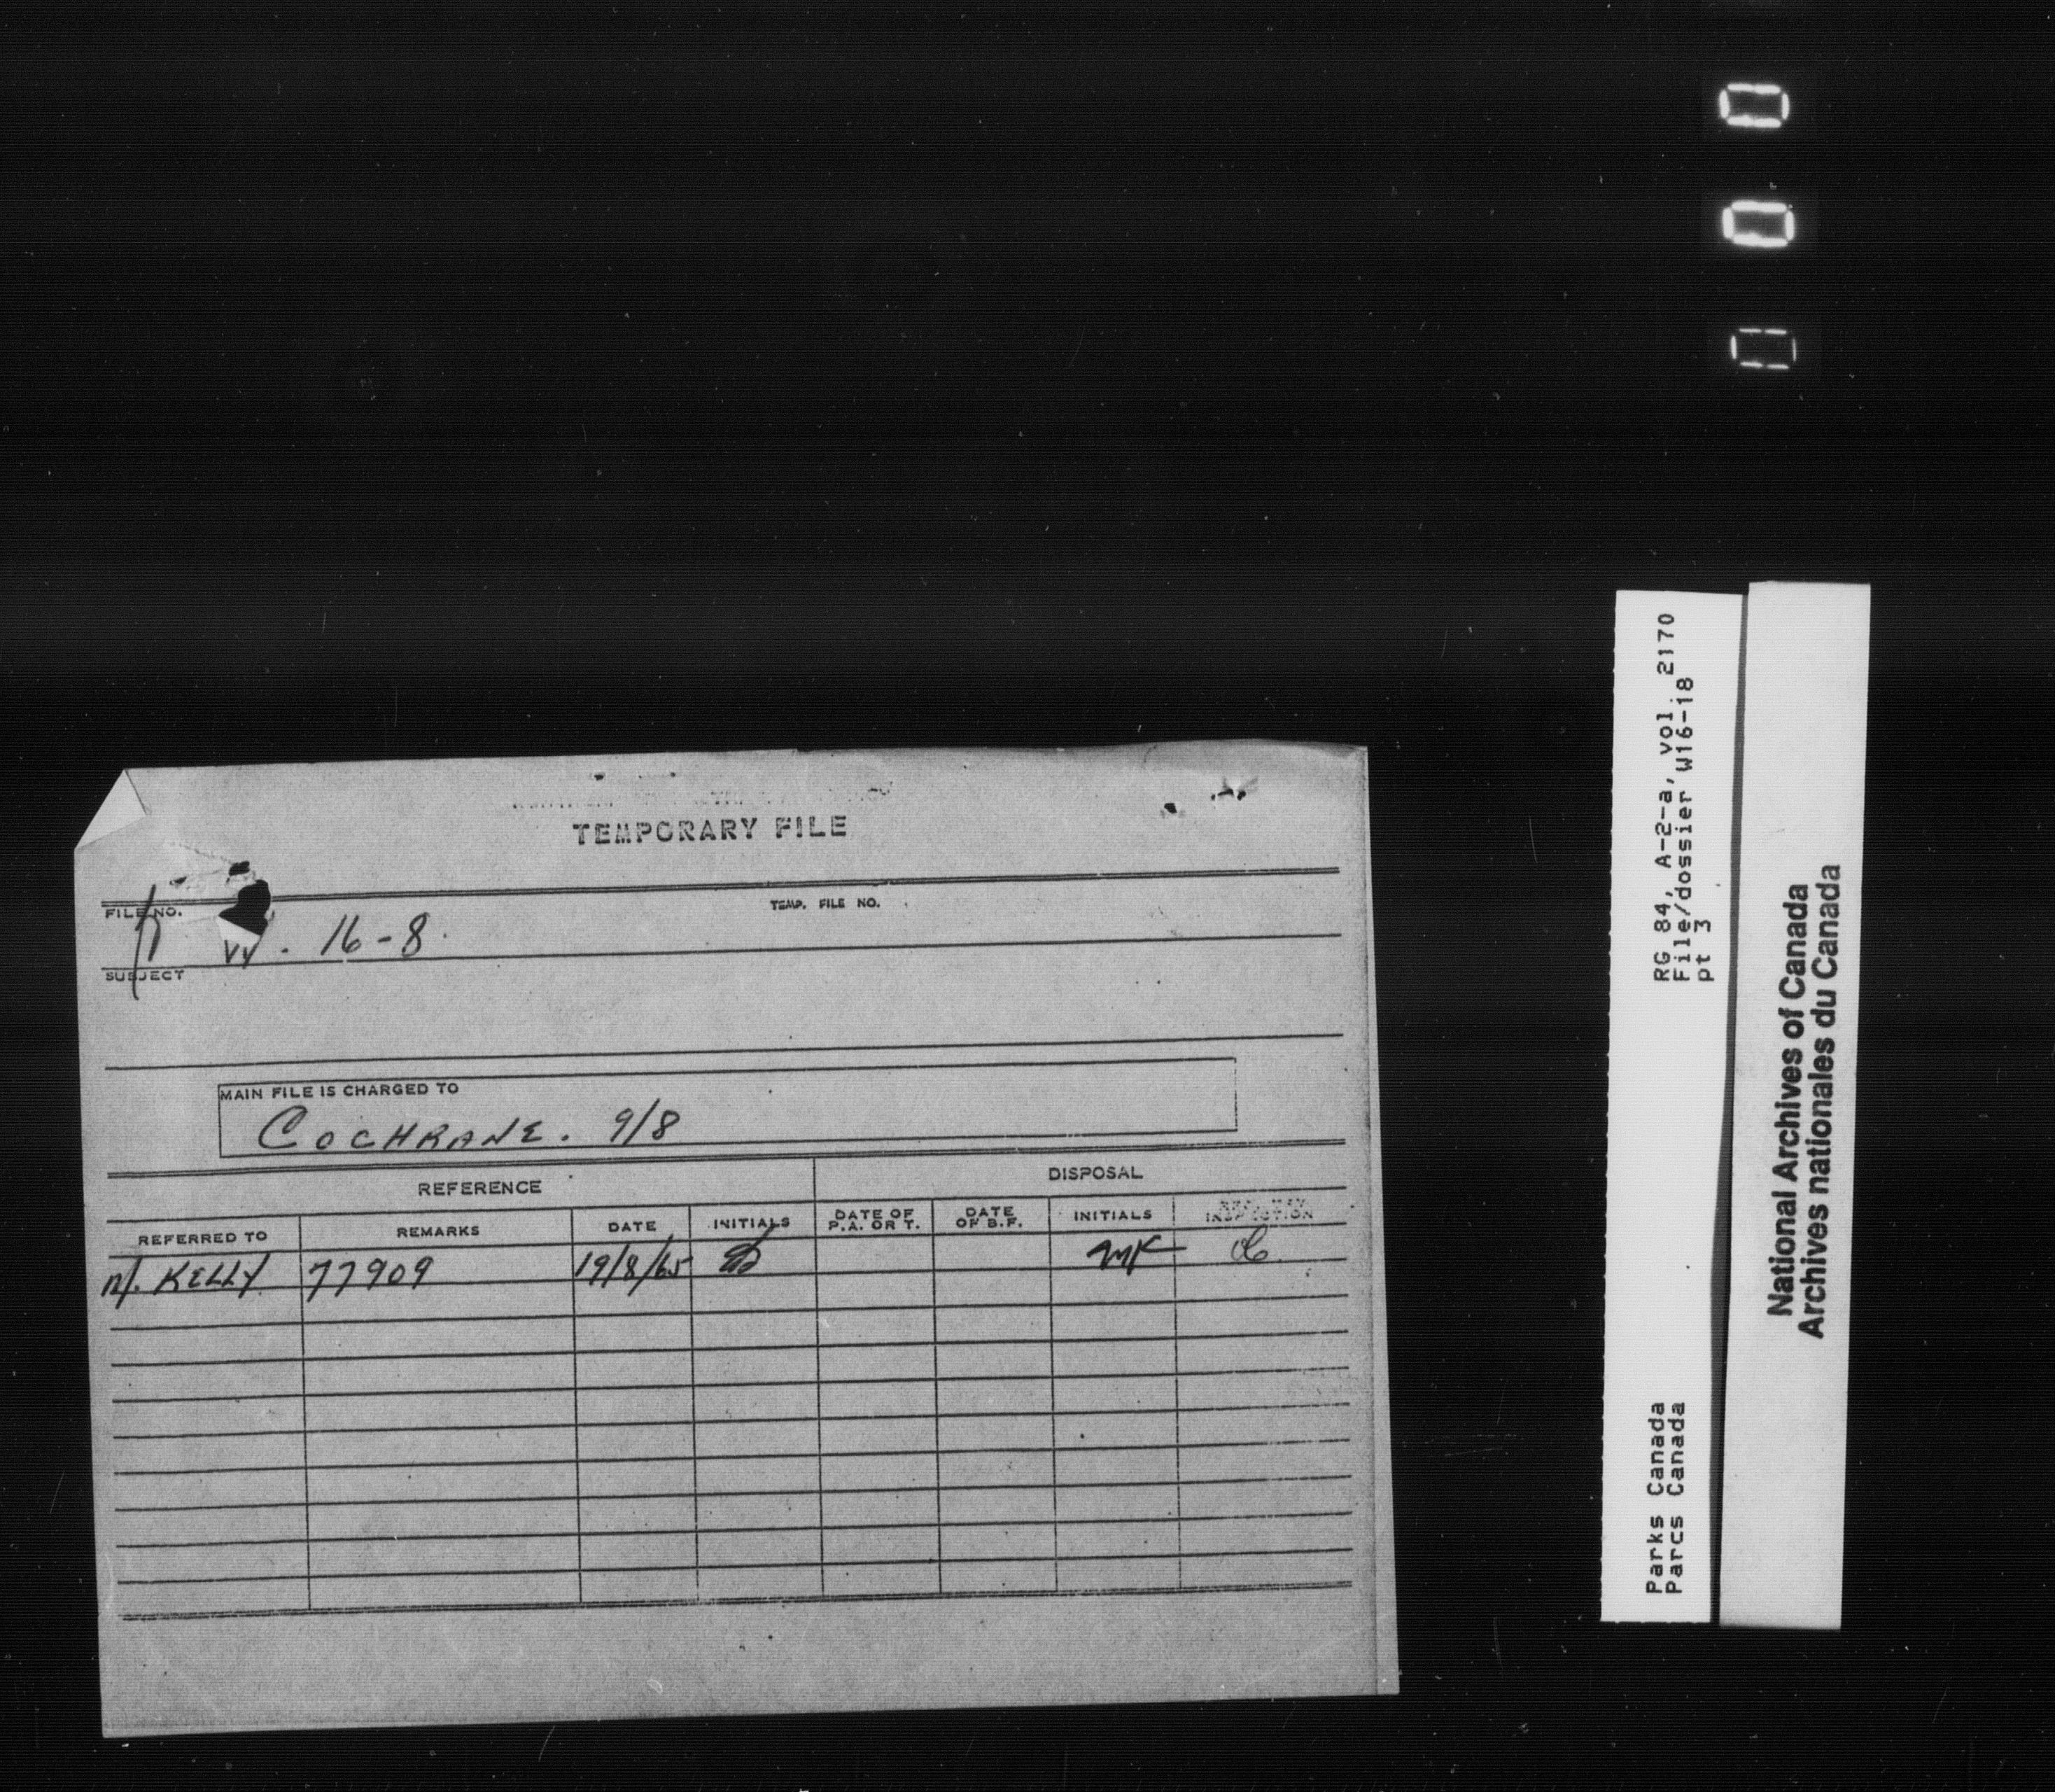 TEMPORARY FILE
FILE NO.
TEMP. FILE NO.
W. 16-8
SUBJECT
MAIN FILE IS CHARGED TO
COCHRANE. 9/8
REFERENCE
DISPOSAL
REFERRED TO
REMARKS
DATE
INITIALS
DATE OF P.A. OR T.
DATE OF B.F.
INITIALS
INSPECTION
KELLY
77909
19/8/65
MK
RG 84, A-2-a, vol. 2170
File/dossier W16-18
pt 3
Parks Canada
Parcs Canada
National Archives of Canada
Archives nationales du Canada
000